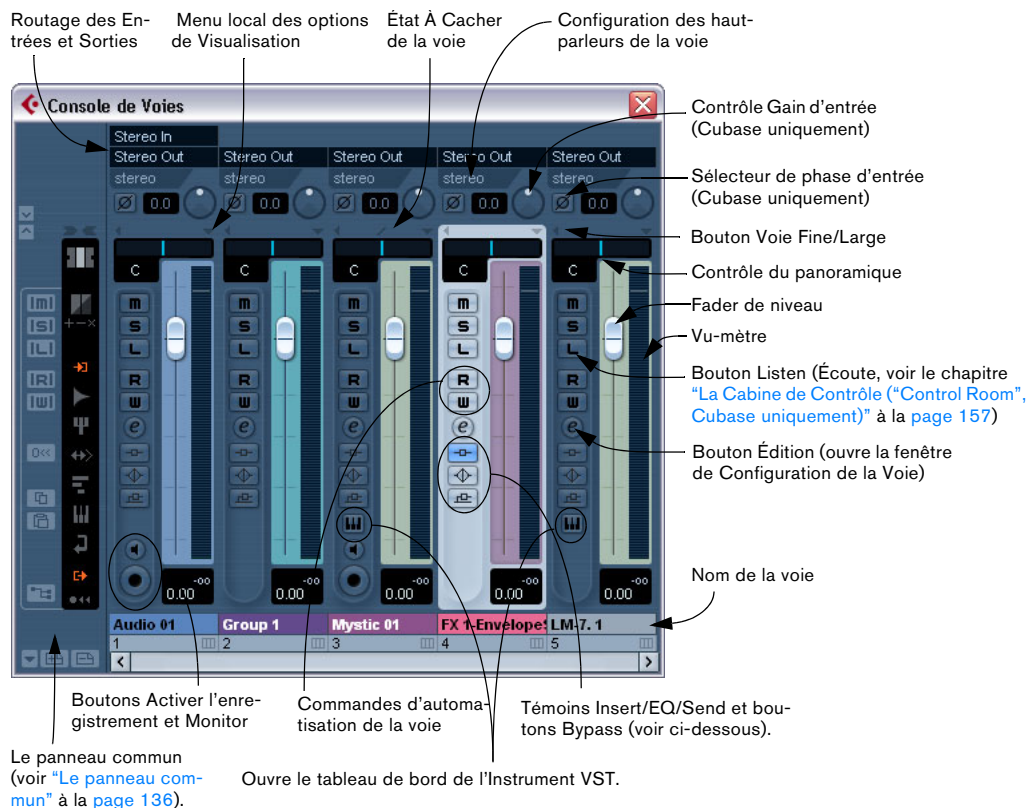 Routage des En-
trées et Sorties
Menu local des options
de Visualisation
État À Cacher
de la voie
Configuration des haut-
parleurs de la voie
Console de Voies
Contrôle Gain d'entrée
(Cubase uniquement)
Stereo In
Stereo Out
Stereo Out
Stereo Out
Stereo Out
Stereo Out
stereo
stereo
stereo
stereo
stereo
Sélecteur de phase d'entrée
(Cubase uniquement)
0.0
0.0
0.0
0.0
0.0
Bouton Voie Fine/Large
C
C
C
C
C
Contrôle du panoramique
m
m
m
m
m
Fader de niveau
S
S
S
S
S
Vu-mètre
L
L
L
L
L
Bouton Listen (Écoute, voir le chapitre
"La Cabine de Contrôle ("Control Room",
Cubase uniquement)" à la page 157)
R
R
R
R
R
W
W
W
W
W
e
e
e
e
e
Bouton Édition (ouvre la fenêtre
de Configuration de la Voie)
-oo
-oo
-oo
-oo
-oo
0.00
0.00
0.00
0.00
0.00
Nom de la voie
Audio 01
Group 1
Mystic 01
FX 1-Envelope
LM-7. 1
1
2
3
4
5
Boutons Activer l'enre-
gistrement et Monitor
Commandes d'automa-
tisation de la voie
Témoins Insert/EQ/Send et bou-
tons Bypass (voir ci-dessous).
Le panneau commun
(voir "Le panneau com-
mun" à la page 136).
Ouvre le tableau de bord de l'Instrument VST.